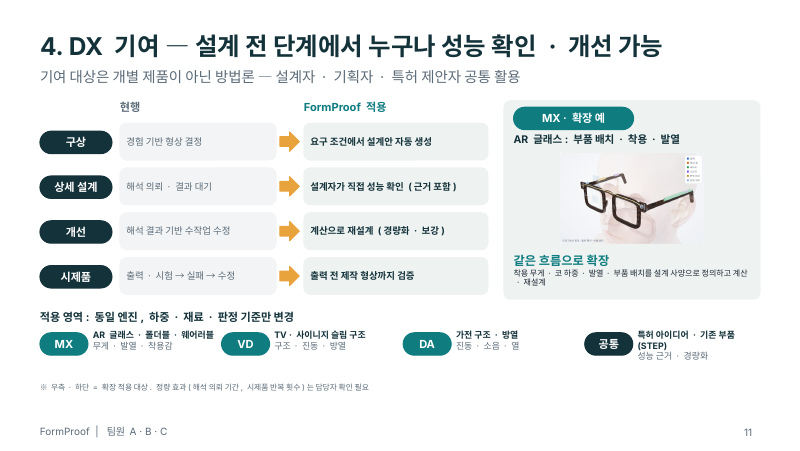 4. DX 기여 — 설계 전 단계에서 누구나 성능 확인 · 개선 가능
기여 대상은 개별 제품이 아닌 방법론 — 설계자 · 기획자 · 특허 제안자 공통 활용
현행
FormProof 적용
구상
경험 기반 형상 결정
요구 조건에서 설계안 자동 생성
상세 설계
해석 의뢰 · 결과 대기
설계자가 직접 성능 확인 ( 근거 포함 )
개선
해석 결과 기반 수작업 수정
계산으로 재설계 ( 경량화 · 보강 )
시제품
출력 · 시험 → 실패 → 수정
출력 전 제작 형상까지 검증
MX · 확장 예
AR 글래스 : 부품 배치 · 착용 · 발열
같은 흐름으로 확장
착용 무게 · 코 하중 · 발열 · 부품 배치를 설계 사양으로 정의하고 계산
· 재설계
적용 영역 : 동일 엔진 , 하중 · 재료 · 판정 기준만 변경
MX
AR 글래스 · 폴더블 · 웨어러블
무게 · 발열 · 착용감
VD
TV · 사이니지 슬림 구조
구조 · 진동 · 방열
DA
가전 구조 · 방열
진동 · 소음 · 열
공통
특허 아이디어 · 기존 부품
(STEP)
성능 근거 · 경량화
※ 우측 · 하단 = 확장 적용 대상 . 정량 효과 ( 해석 의뢰 기간 , 시제품 반복 횟수 ) 는 담당자 확인 필요
FormProof | 팀원 A · B · C
11